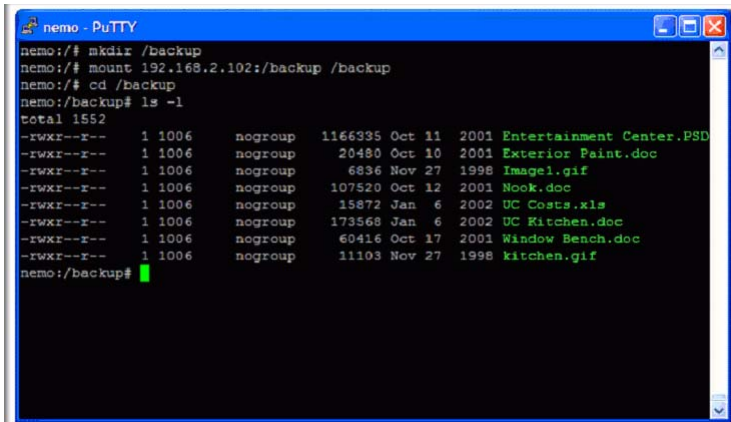 nemo - PuTTY
nemo:/# mkdir /backup
nemo:/# mount 192.168.2.102:/backup /backup
nemo:/# cd /backup
nemo:/backup# ls -l
total 1552
-rwxr--r-- 1 1006 nogroup 1166335 Oct 11 2001 Entertainment Center.PSD
-rwxr--r-- 1 1006 nogroup 20480 Oct 10 2001 Exterior Paint.doc
-rwxr--r-- 1 1006 nogroup 6836 Nov 27 1998 Image1.gif
-rwxr--r-- 1 1006 nogroup 107520 Oct 12 2001 Nook.doc
-rwxr--r-- 1 1006 nogroup 15872 Jan 6 2002 UC Costs.xls
-rwxr--r-- 1 1006 nogroup 173568 Jan 6 2002 UC Kitchen.doc
-rwxr--r-- 1 1006 nogroup 60416 Oct 17 2001 Window Bench.doc
-rwxr--r-- 1 1006 nogroup 11103 Nov 27 1998 kitchen.gif
nemo:/backup#